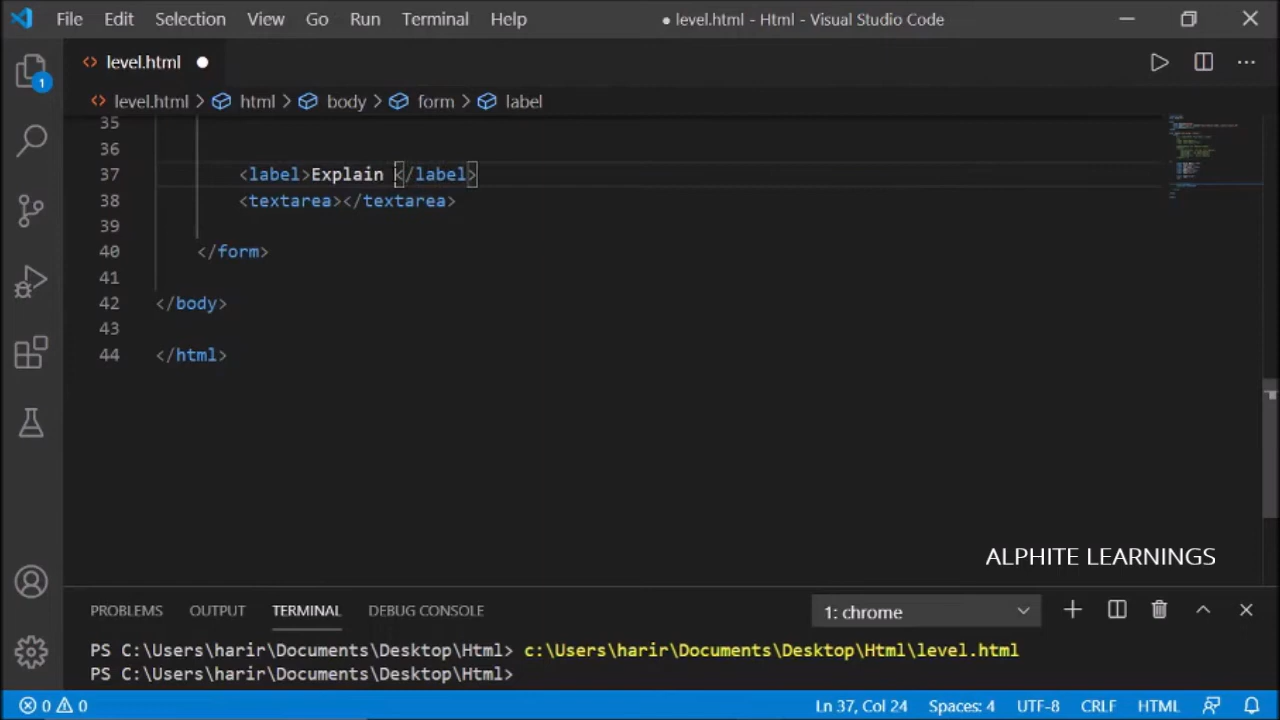 File Edit Selection View Go Run Terminal Help ● level.html - Html - Visual Studio Code
<> level.html ●
1
<> level.html > html > body > form > label
35
36
37 <label>Explain </label>
38 <textarea></textarea>
39
40 </form>
41
42 </body>
43
44 </html>
ALPHITE LEARNINGS
PROBLEMS OUTPUT TERMINAL DEBUG CONSOLE 1: chrome
PS C:\Users\harir\Documents\Desktop\Html> c:\Users\harir\Documents\Desktop\Html\level.html
PS C:\Users\harir\Documents\Desktop\Html>
0 0 Ln 37, Col 24 Spaces: 4 UTF-8 CRLF HTML